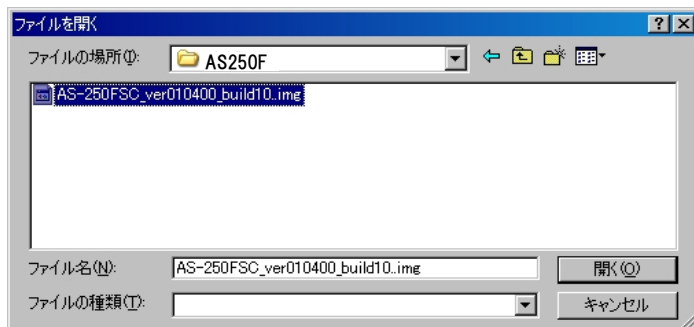 ファイルを開く
ファイルの場所(I):
AS250F
AS-250FSC_ver010400_build10..img
ファイル名(N):
AS-250FSC_ver010400_build10..img
開く(O)
ファイルの種類(T):
キャンセル